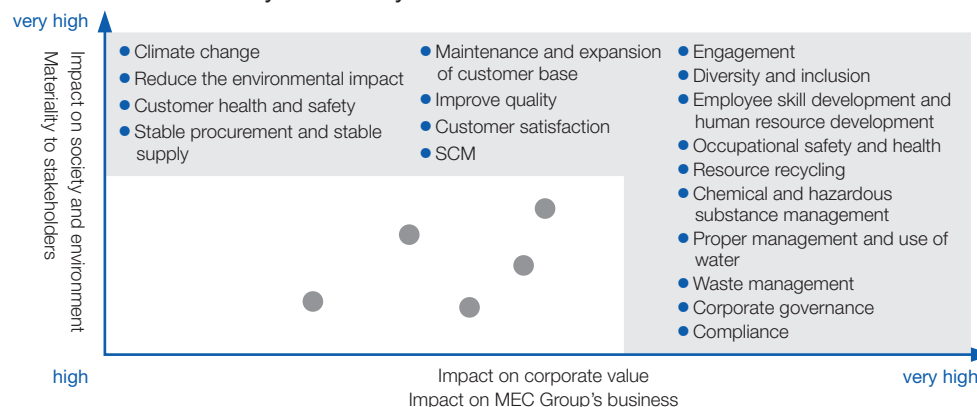 very high
Impact on society and environment
Materiality to stakeholders
● Climate change
● Reduce the environmental impact
● Customer health and safety
● Stable procurement and stable
supply
● Maintenance and expansion
of customer base
● Improve quality
● Customer satisfaction
● SCM
● Engagement
● Diversity and inclusion
● Employee skill development and
human resource development
● Occupational safety and health
● Resource recycling
● Chemical and hazardous
substance management
● Proper management and use of
water
● Waste management
● Corporate governance
● Compliance
high
Impact on corporate value
Impact on MEC Group's business
very high